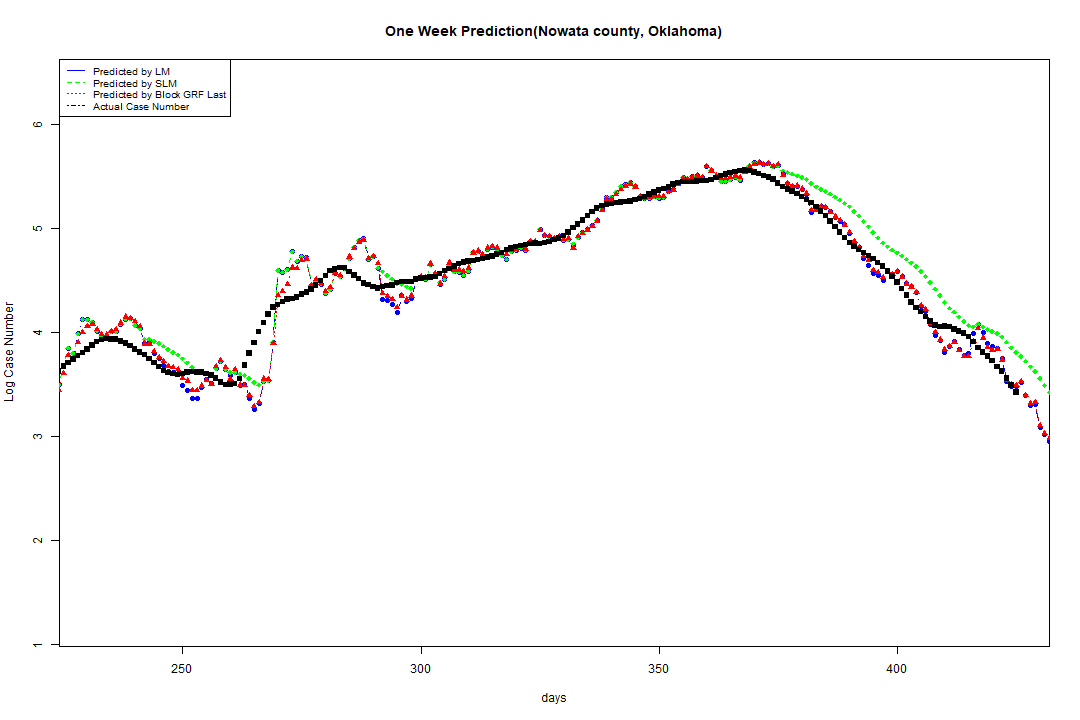 One Week Prediction(Nowata county, Oklahoma)
Predicted by LM
Predicted by SLM
Predicted by Block GRF Last
Actual Case Number
6
5
4
3
2
1
Log Case Number
250
300
350
400
days